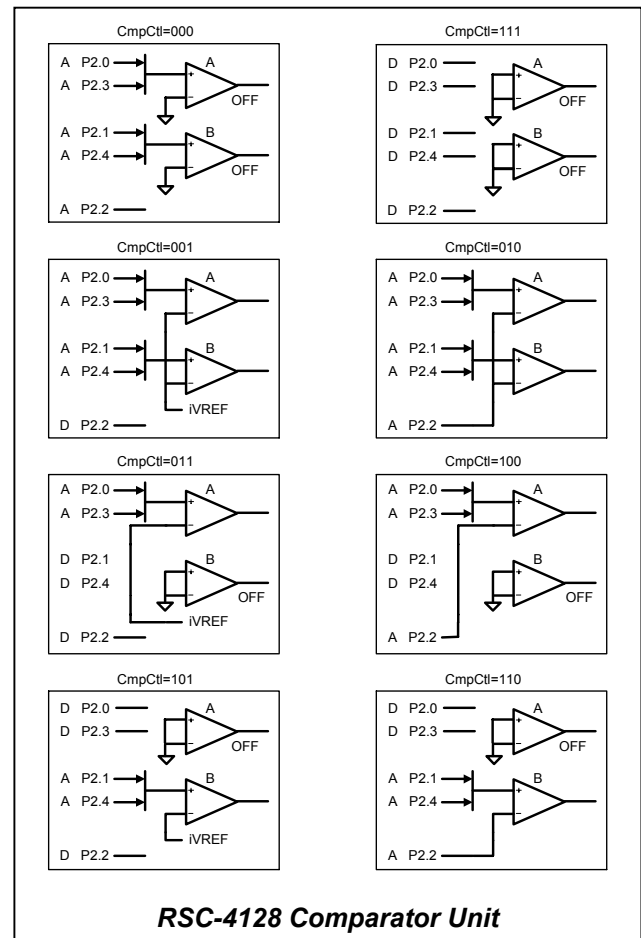 CmpCtl=000
A P2.0
A P2.3
+
−
A
OFF
A P2.1
A P2.4
+
−
B
OFF
A P2.2
CmpCtl=111
D P2.0
D P2.3
+
−
A
OFF
D P2.1
D P2.4
+
−
B
OFF
D P2.2
CmpCtl=001
A P2.0
A P2.3
+
−
A
A P2.1
A P2.4
+
−
B
iVREF
D P2.2
CmpCtl=010
A P2.0
A P2.3
+
−
A
A P2.1
A P2.4
+
−
B
A P2.2
CmpCtl=011
A P2.0
A P2.3
+
−
A
D P2.1
D P2.4
+
−
B
OFF
iVREF
D P2.2
CmpCtl=100
A P2.0
A P2.3
+
−
A
D P2.1
D P2.4
+
−
B
OFF
A P2.2
CmpCtl=101
D P2.0
D P2.3
+
−
A
OFF
A P2.1
A P2.4
+
−
B
iVREF
D P2.2
CmpCtl=110
D P2.0
D P2.3
+
−
A
OFF
A P2.1
A P2.4
+
−
B
A P2.2
RSC-4128 Comparator Unit